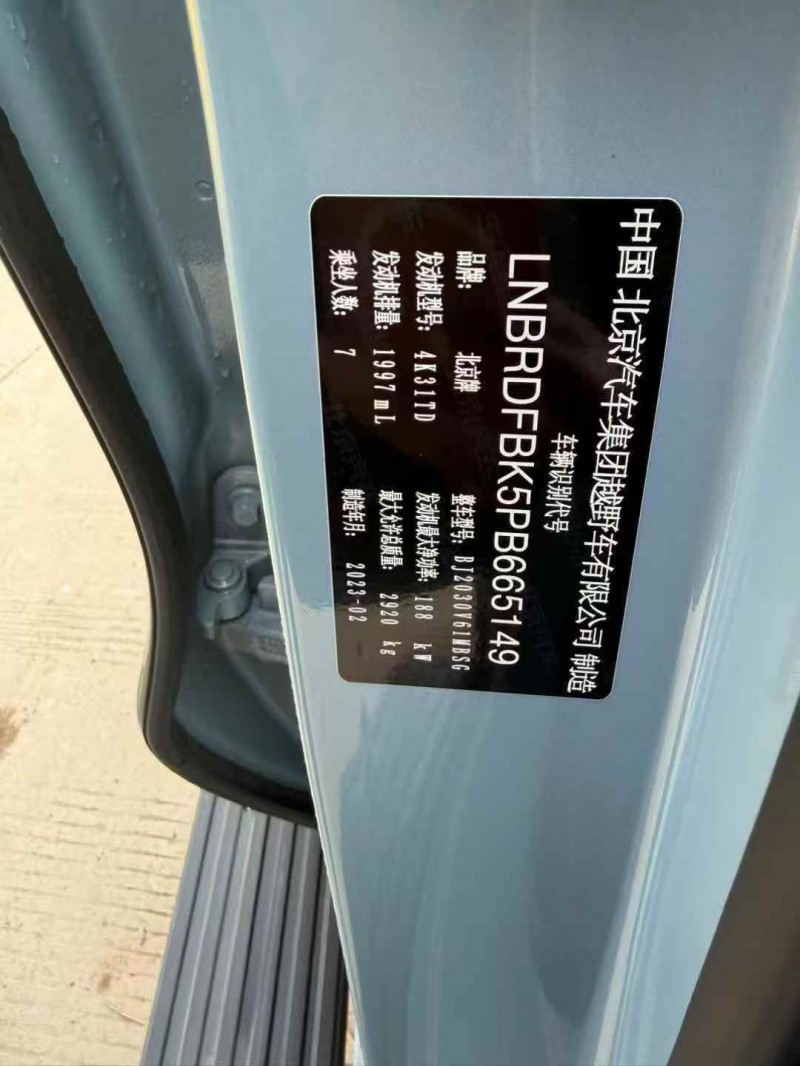 中国 北京汽车集团越野车有限公司 制造
车辆识别代号
LNBRDFBK5PB665149
品牌: 北京牌 整车型号: BJ2030V61MBSG
发动机型号: 4K31TD 发动机最大净功率: 188 kW
发动机排量: 1997 mL 最大允许总质量: 2920 kg
乘坐人数: 7 制造年月: 2023-02